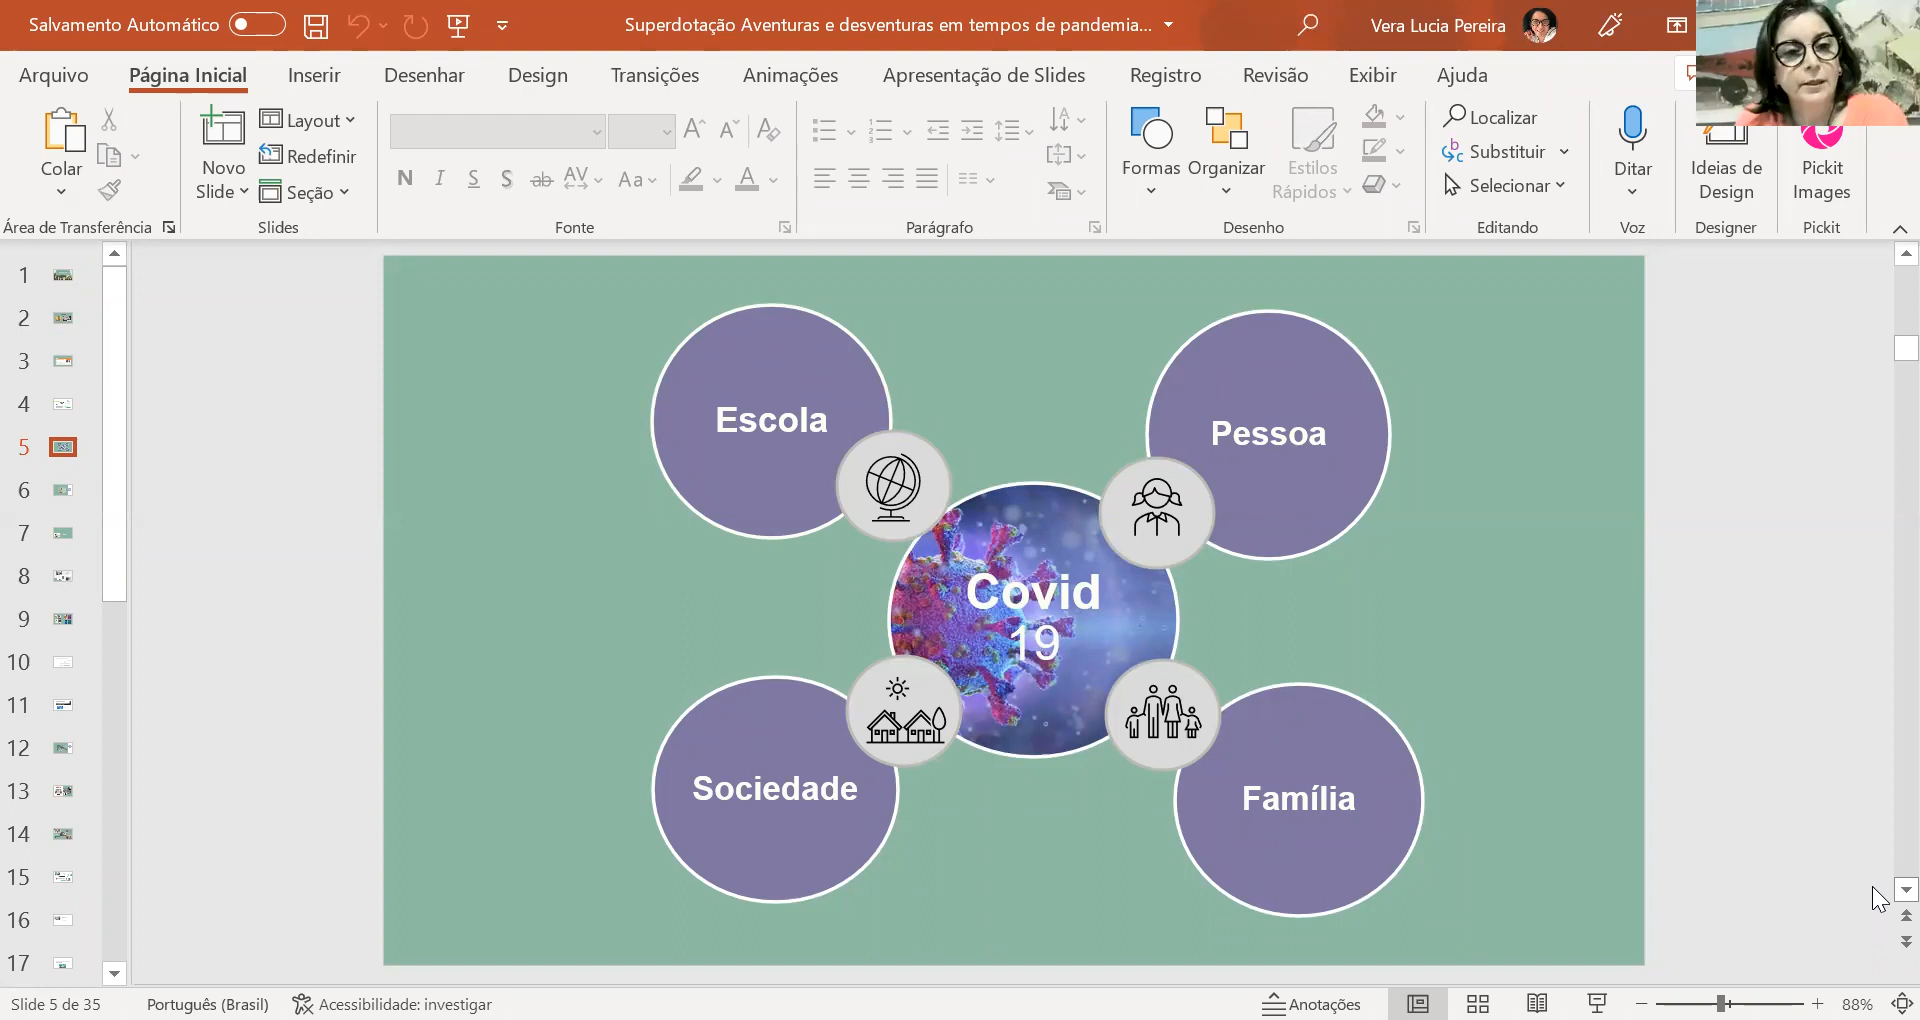 Salvamento Automático
Superdotação Aventuras e desventuras em tempos de pandemia...
Vera Lucia Pereira
Arquivo
Página Inicial
Inserir
Desenhar
Design
Transições
Animações
Apresentação de Slides
Registro
Revisão
Exibir
Ajuda
Colar
Novo
Slide
Layout
Redefinir
Seção
N
I
S
S
ab
AV
Aa
A
Formas
Organizar
Estilos
Rápidos
Localizar
Substituir
Selecionar
Ditar
Ideias de
Design
Pickit
Images
Área de Transferência
Slides
Fonte
Parágrafo
Desenho
Editando
Voz
Designer
Pickit
1
2
3
4
5
6
7
8
9
10
11
12
13
14
15
16
17
Escola
Pessoa
Covid
19
Sociedade
Família
Slide 5 de 35
Português (Brasil)
Acessibilidade: investigar
Anotações
88%